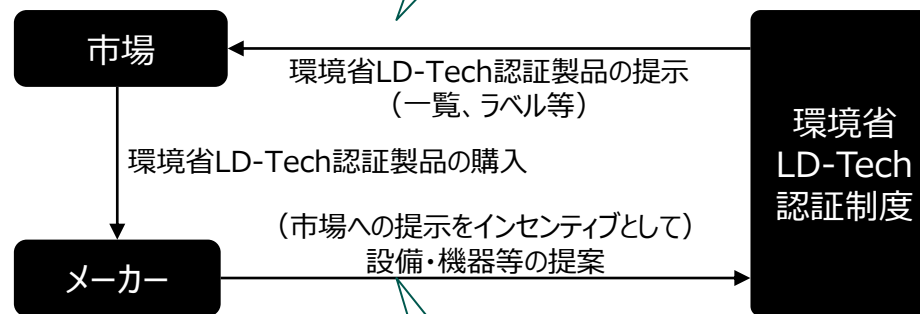 市場
環境省LD-Tech認証製品の提示
（一覧、ラベル等）
環境省LD-Tech認証製品の購入
環境省
LD-Tech
認証制度
（市場への提示をインセンティブとして）
設備・機器等の提案
メーカー